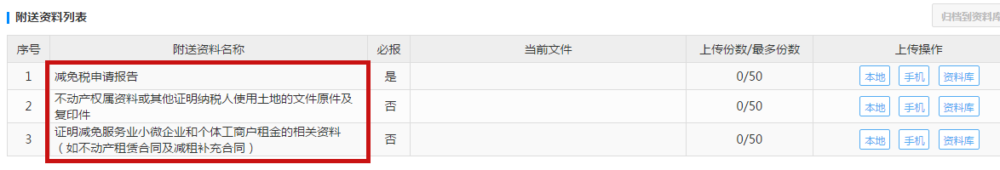 附送资料列表
归档到资料库
序号 附送资料名称 必报 当前文件 上传份数/最多份数 上传操作
1 减免税申请报告 是 0/50 本地 手机 资料库
2 不动产权属资料或其他证明纳税人使用土地的文件原件及
复印件 否 0/50 本地 手机 资料库
3 证明减免服务业小微企业和个体工商户租金的相关资料
（如不动产租赁合同及减租补充合同） 否 0/50 本地 手机 资料库